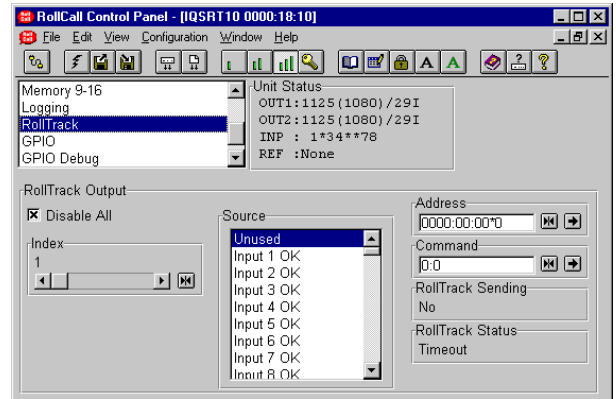 RollCall Control Panel - [IQSRT10 0000:18:10]
File Edit View Configuration Window Help
A A
Memory 9-16
Logging
RollTrack
GPIO
GPIO Debug
Unit Status
OUT1:1125(1080)/29I
OUT2:1125(1080)/29I
INP : 1*34**78
REF :None
RollTrack Output
Disable All
Index
1
Source
Unused
Input 1 OK
Input 2 OK
Input 3 OK
Input 4 OK
Input 5 OK
Input 6 OK
Input 7 OK
Input 8 OK
Address
0000:00:00*0
Command
0:0
RollTrack Sending
No
RollTrack Status
Timeout